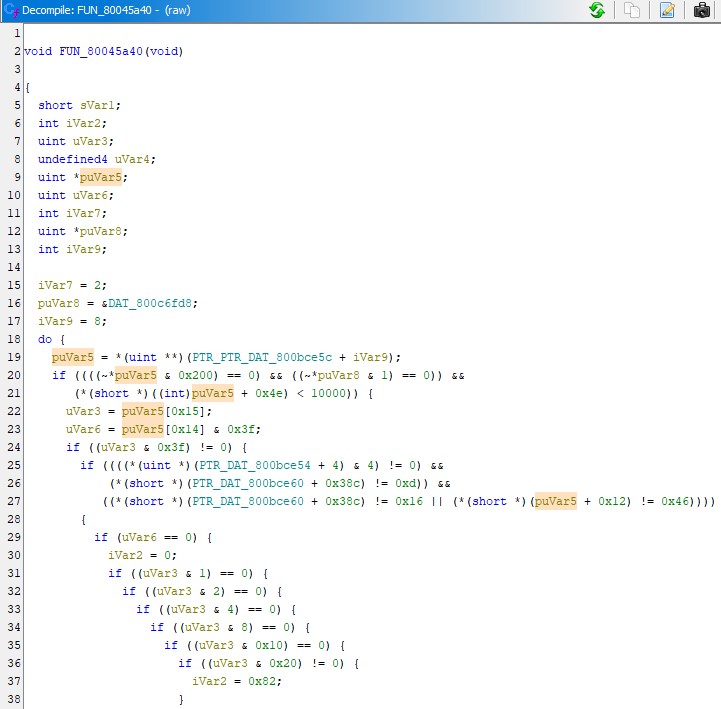 Decompile: FUN_80045a40 - (raw)
1
2 void FUN_80045a40(void)
3
4 {
5 short sVar1;
6 int iVar2;
7 uint uVar3;
8 undefined4 uVar4;
9 uint *puVar5;
10 uint uVar6;
11 int iVar7;
12 uint *puVar8;
13 int iVar9;
14
15 iVar7 = 2;
16 puVar8 = &DAT_800c6fd8;
17 iVar9 = 8;
18 do {
19 puVar5 = *(uint **)(PTR_PTR_DAT_800bce5c + iVar9);
20 if ((((~*puVar5 & 0x200) == 0) && ((~*puVar8 & 1) == 0)) &&
21 (*(short *)((int)puVar5 + 0x4e) < 10000)) {
22 uVar3 = puVar5[0x15];
23 uVar6 = puVar5[0x14] & 0x3f;
24 if ((uVar3 & 0x3f) != 0) {
25 if ((((*(uint *)(PTR_DAT_800bce54 + 4) & 4) != 0) &&
26 (*(short *)(PTR_DAT_800bce60 + 0x38c) != 0xd)) &&
27 ((*(short *)(PTR_DAT_800bce60 + 0x38c) != 0x16 || (*(short *)(puVar5 + 0x12) != 0x46))))
28 {
29 if (uVar6 == 0) {
30 iVar2 = 0;
31 if ((uVar3 & 1) == 0) {
32 if ((uVar3 & 2) == 0) {
33 if ((uVar3 & 4) == 0) {
34 if ((uVar3 & 8) == 0) {
35 if ((uVar3 & 0x10) == 0) {
36 if ((uVar3 & 0x20) != 0) {
37 iVar2 = 0x82;
38 }